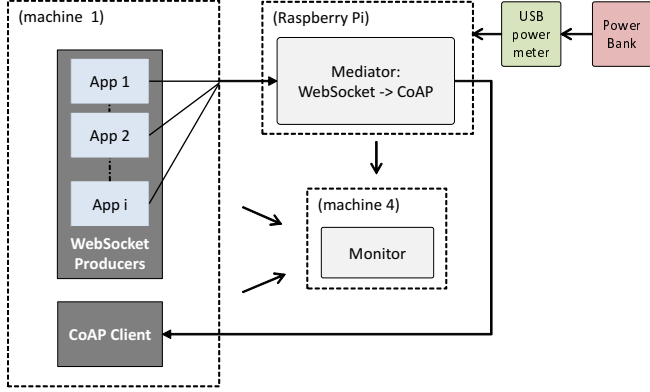 (machine 1)
App 1
App 2
App i
WebSocket
Producers
CoAP Client
(Raspberry Pi)
Mediator:
WebSocket -> CoAP
USB
power
meter
Power
Bank
(machine 4)
Monitor